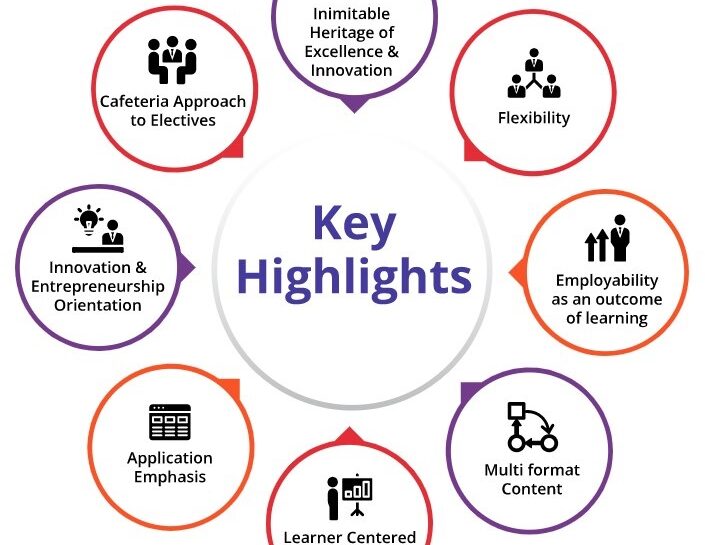 Inimitable
Heritage of
Excellence &
Innovation
Cafeteria Approach
to Electives
Flexibility
Key
Highlights
Innovation &
Entrepreneurship
Orientation
Employability
as an outcome
of learning
Application
Emphasis
Multi format
Content
Learner Centered